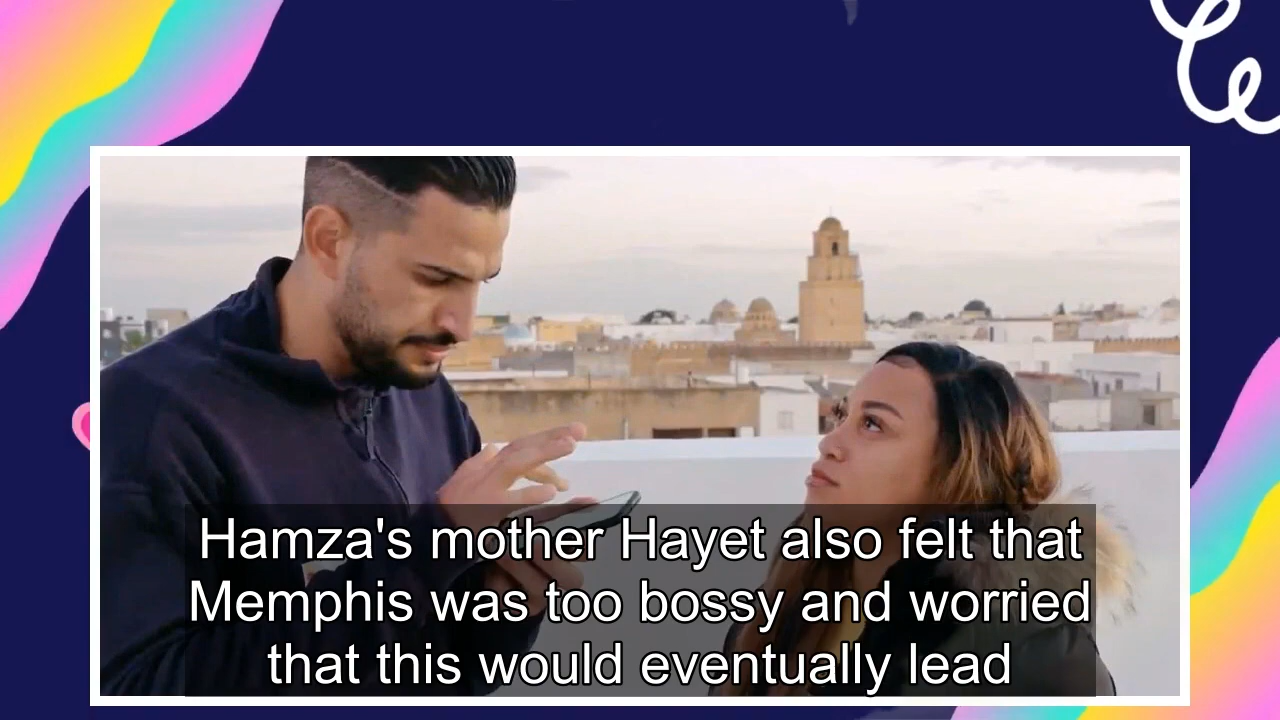 Hamza's mother Hayet also felt that
Memphis was too bossy and worried
that this would eventually lead